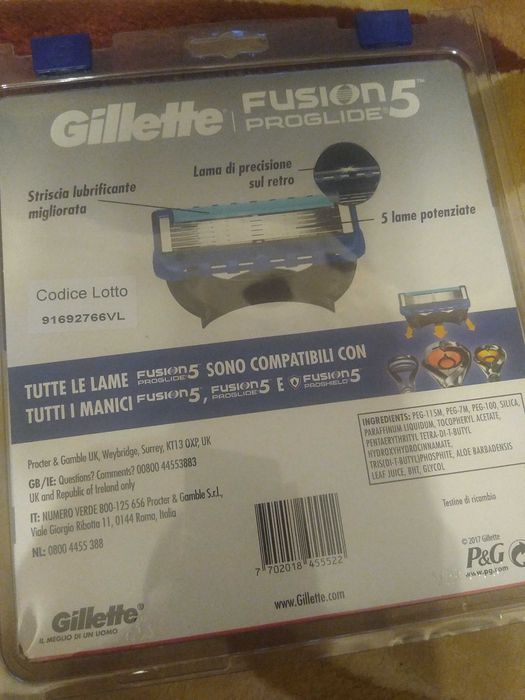 Gillette® | FUSION5™
PROGLIDE®
Lama di precisione
sul retro
Striscia lubrificante
migliorata
5 lame potenziate
Codice Lotto
91692766VL
TUTTE LE LAME FUSION5 PROGLIDE SONO COMPATIBILI CON
TUTTI I MANICI FUSION5, FUSION5 PROGLIDE E FUSION5 PROSHIELD
INGREDIENTS: PEG-115M, PEG-7M, PEG-100, SILICA,
PARAFFINUM LIQUIDUM, TOCOPHERYL ACETATE,
PENTAERYTHRITYL TETRA-DI-T-BUTYL
HYDROXYHYDROCINNAMATE,
TRIS(DI-T-BUTYL)PHOSPHITE, ALOE BARBADENSIS
LEAF JUICE, BHT, GLYCOL
Procter & Gamble UK, Weybridge, Surrey, KT13 0XP, UK
GB/IE: Questions? Comments? 00800 44553883
UK and Republic of Ireland only
IT: NUMERO VERDE 800-125 656 Procter & Gamble S.r.l.,
Viale Giorgio Ribotta 11, 0144 Roma, Italia
NL: 0800 4455 388
Testine di ricambio
7 702018 455522
© 2017 Gillette
P&G
www.pg.com
www.Gillette.com
Gillette®
IL MEGLIO DI UN UOMO